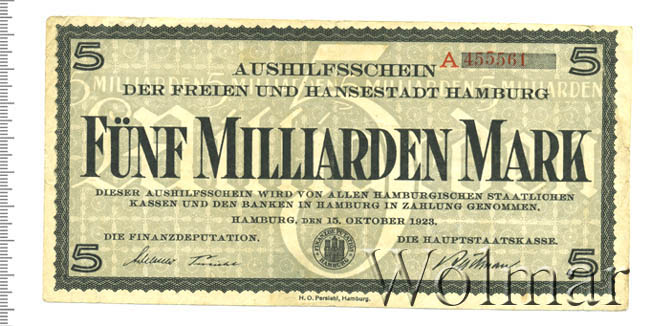 5 5
A 455561
AUSHILFSSCHEIN
DER FREIEN UND HANSESTADT HAMBURG
FÜNF MILLIARDEN MARK
DIESER AUSHILFSSCHEIN WIRD VON ALLEN HAMBURGISCHEN STAATLICHEN
KASSEN UND DEN BANKEN IN HAMBURG IN ZAHLUNG GENOMMEN.
HAMBURG, DEN 15. OKTOBER 1923.
DIE FINANZDEPUTATION. DIE HAUPTSTAATSKASSE.
FINANZDEPUTATION
HAMBURG
5 5
H. O. Persiehl, Hamburg.
Wolmar